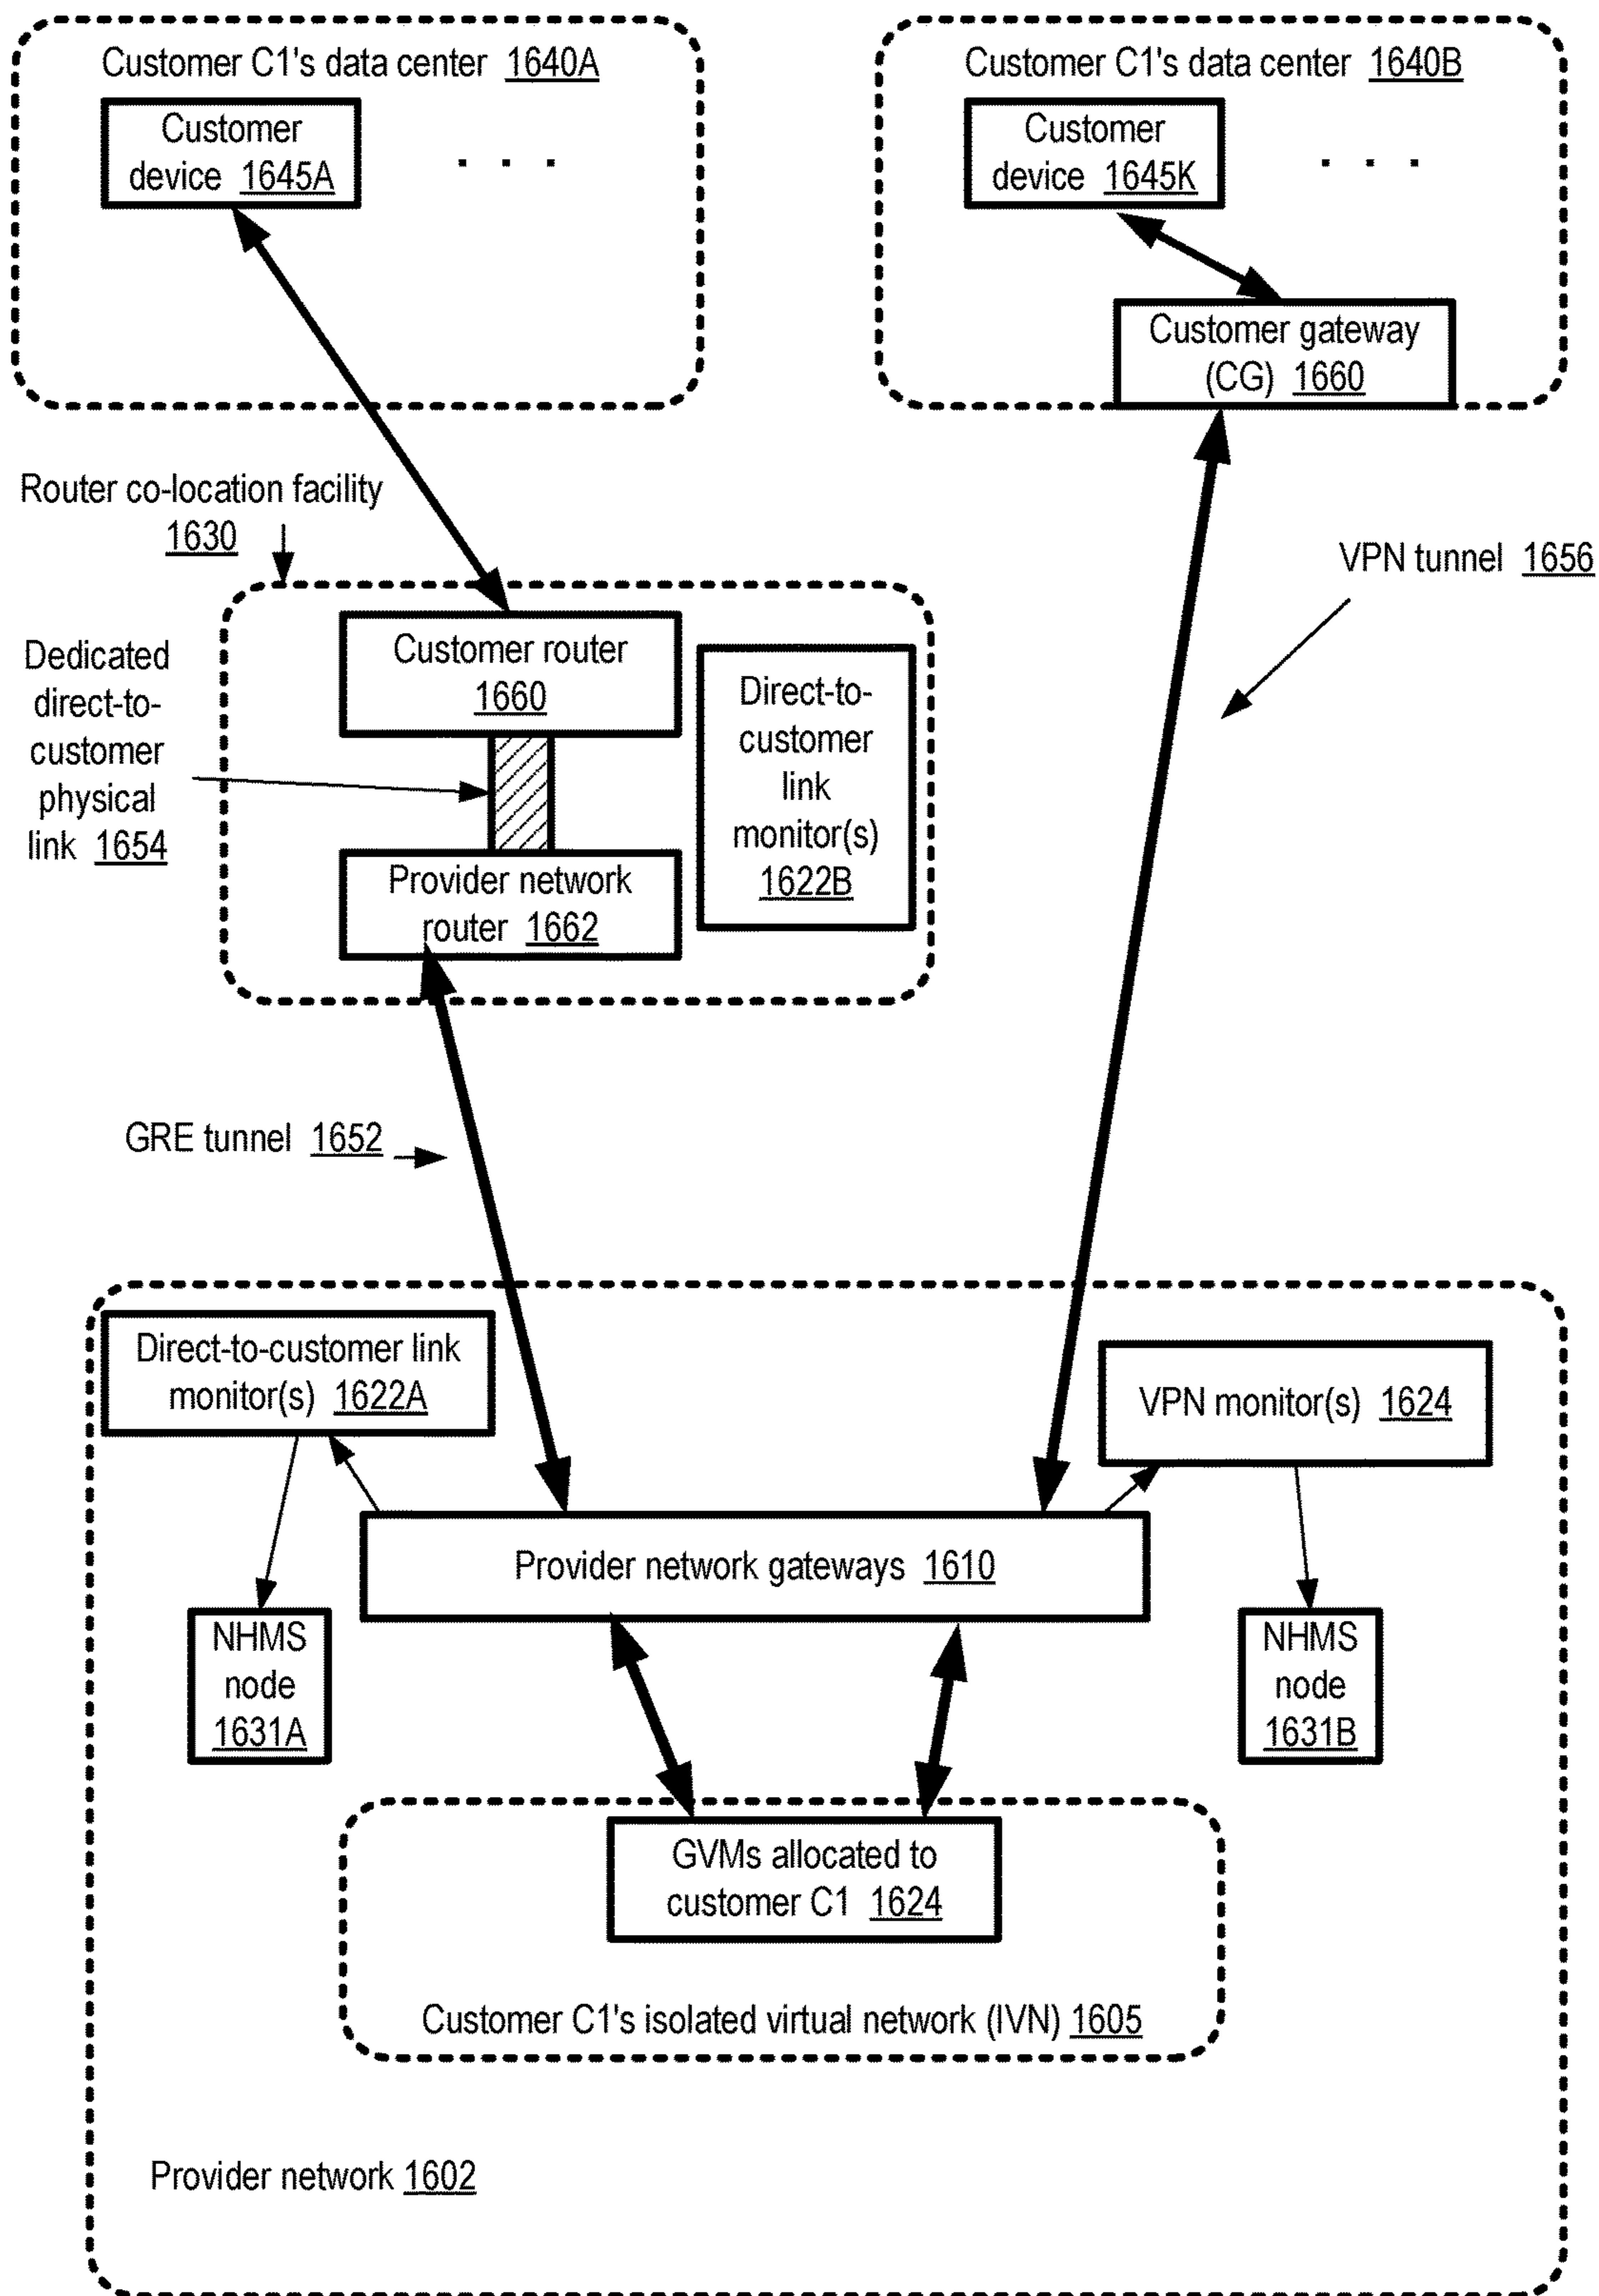 Customer C1's data center 1640A
Customer
device 1645A
. . .
Customer C1's data center 1640B
Customer
device 1645K
. . .
Customer gateway
(CG) 1660
Router co-location facility
1630
VPN tunnel 1656
Dedicated
direct-to-
customer
physical
link 1654
Customer router
1660
Direct-to-
customer
link
monitor(s)
1622B
Provider network
router 1662
GRE tunnel 1652
Direct-to-customer link
monitor(s) 1622A
VPN monitor(s) 1624
Provider network gateways 1610
NHMS
node
1631A
NHMS
node
1631B
GVMs allocated to
customer C1 1624
Customer C1's isolated virtual network (IVN) 1605
Provider network 1602